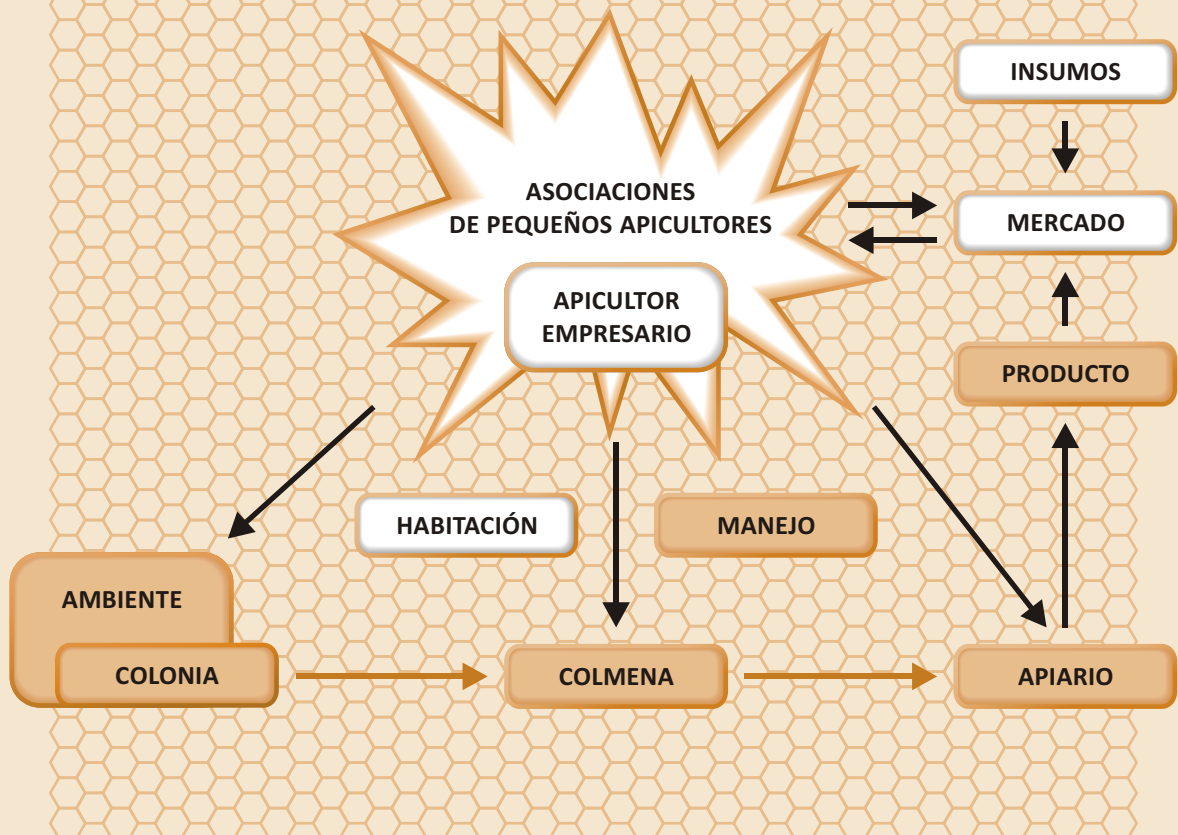 INSUMOS
ASOCIACIONES
DE PEQUEÑOS APICULTORES
MERCADO
APICULTOR
EMPRESARIO
PRODUCTO
HABITACIÓN
MANEJO
AMBIENTE
COLONIA
COLMENA
APIARIO